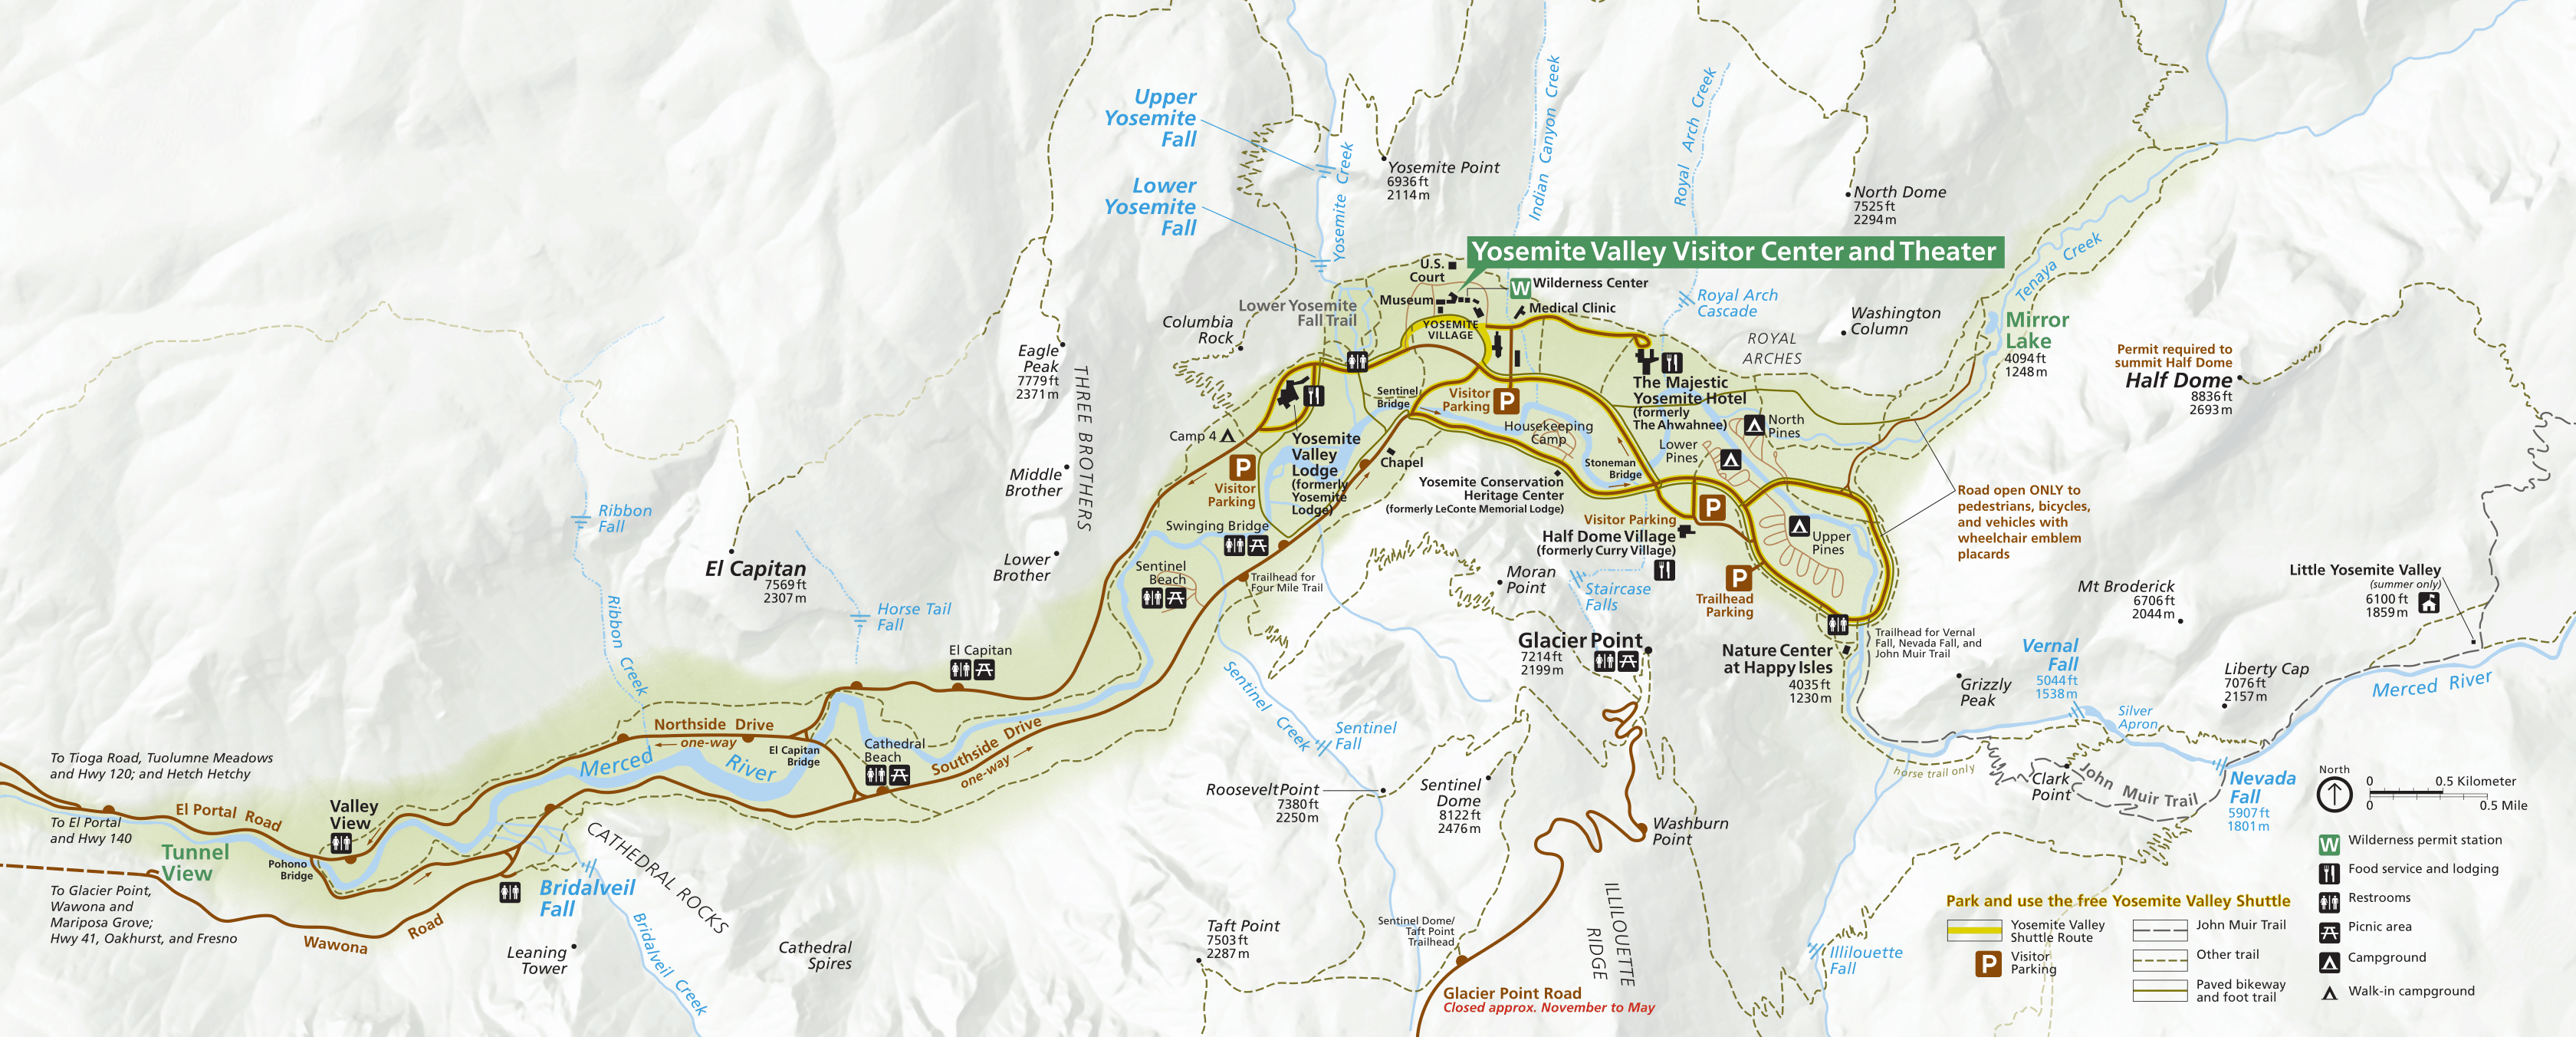 Upper
Yosemite
Fall
Lower
Yosemite
Fall
Yosemite Creek
Indian Canyon Creek
Royal Arch Creek
Yosemite Point
6936 ft
2114 m
North Dome
7525 ft
2294 m
Yosemite Valley Visitor Center and Theater
U.S.
Court
W
Wilderness Center
Museum
Medical Clinic
YOSEMITE
VILLAGE
Lower Yosemite
Fall Trail
Columbia
Rock
Royal Arch
Cascade
ROYAL
ARCHES
Washington
Column
Tenaya Creek
Mirror
Lake
4094 ft
1248 m
Permit required to
summit Half Dome
Half Dome
8836 ft
2693 m
Eagle
Peak
7779 ft
2371 m
THREE BROTHERS
Middle
Brother
Lower
Brother
Camp 4
P
Visitor
Parking
Yosemite
Valley
Lodge
(formerly
Yosemite
Lodge)
Sentinel
Bridge
Visitor
Parking
P
Chapel
Housekeeping
Camp
The Majestic
Yosemite Hotel
(formerly
The Ahwahnee)
North
Pines
Lower
Pines
Stoneman
Bridge
Yosemite Conservation
Heritage Center
(formerly LeConte Memorial Lodge)
Visitor Parking
P
Half Dome Village
(formerly Curry Village)
Upper
Pines
Road open ONLY to
pedestrians, bicycles,
and vehicles with
wheelchair emblem
placards
Swinging Bridge
Sentinel
Beach
Trailhead for
Four Mile Trail
Moran
Point
Staircase
Falls
P
Trailhead
Parking
Ribbon
Fall
Ribbon Creek
El Capitan
7569 ft
2307 m
Horse Tail
Fall
El Capitan
Glacier Point
7214 ft
2199 m
Nature Center
at Happy Isles
4035 ft
1230 m
Trailhead for Vernal
Fall, Nevada Fall, and
John Muir Trail
Grizzly
Peak
Vernal
Fall
5044 ft
1538 m
Silver
Apron
Mt Broderick
6706 ft
2044 m
Little Yosemite Valley
(summer only)
6100 ft
1859 m
Liberty Cap
7076 ft
2157 m
Merced River
Sentinel Creek
Sentinel
Fall
Northside Drive
one-way
El Capitan
Bridge
Cathedral
Beach
Southside Drive
one-way
Merced
River
To Tioga Road, Tuolumne Meadows
and Hwy 120; and Hetch Hetchy
El Portal Road
To El Portal
and Hwy 140
Valley
View
Tunnel
View
Pohono
Bridge
To Glacier Point,
Wawona and
Mariposa Grove;
Hwy 41, Oakhurst, and Fresno
Wawona
Road
Bridalveil
Fall
Bridalveil Creek
CATHEDRAL ROCKS
Leaning
Tower
Cathedral
Spires
Roosevelt Point
7380 ft
2250 m
Sentinel
Dome
8122 ft
2476 m
Washburn
Point
Taft Point
7503 ft
2287 m
Sentinel Dome/
Taft Point
Trailhead
Glacier Point Road
Closed approx. November to May
ILLILOUETTE
RIDGE
Illilouette
Fall
horse trail only
Clark
Point
John Muir Trail
Nevada
Fall
5907 ft
1801 m
North
0 0.5 Kilometer
0 0.5 Mile
W Wilderness permit station
Food service and lodging
Restrooms
Picnic area
Campground
Walk-in campground
Park and use the free Yosemite Valley Shuttle
Yosemite Valley
Shuttle Route
P Visitor
Parking
John Muir Trail
Other trail
Paved bikeway
and foot trail